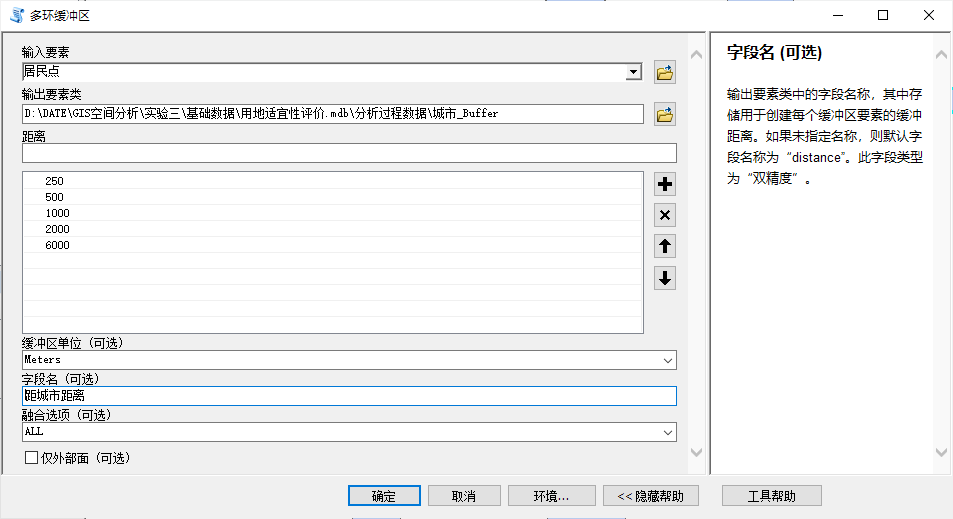 多环缓冲区
输入要素
居民点
输出要素类
D:\DATE\GIS空间分析\实验三\基础数据\用地适宜性评价.mdb\分析过程数据\城市_Buffer
距离
250
500
1000
2000
6000
缓冲区单位（可选）
Meters
字段名（可选）
距城市距离
融合选项（可选）
ALL
仅外部面（可选）
确定
取消
环境...
<< 隐藏帮助
字段名 (可选)
输出要素类中的字段名称，其中存
储用于创建每个缓冲区要素的缓冲
距离。如果未指定名称，则默认字
段名称为“distance”。此字段类型
为“双精度”。
工具帮助